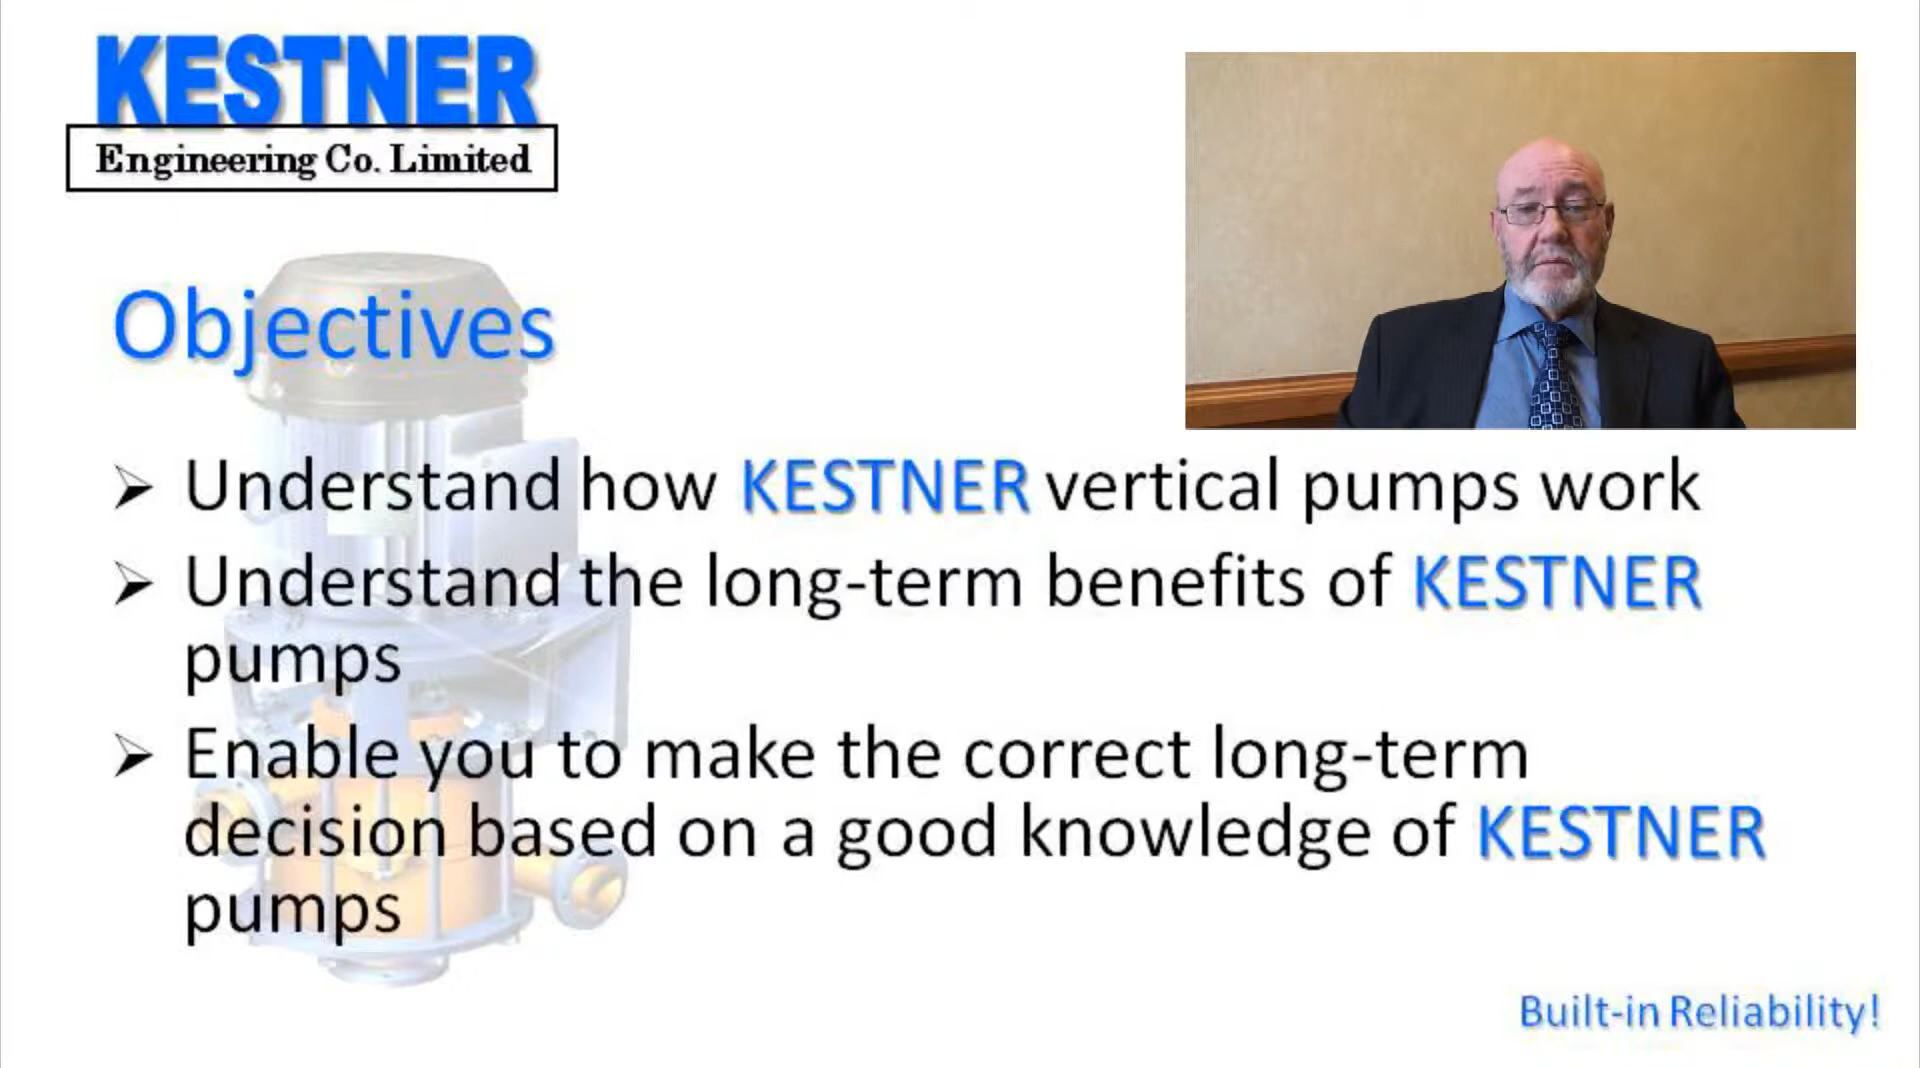 KESTNER
Engineering Co. Limited
Objectives
➢ Understand how KESTNER vertical pumps work
➢ Understand the long-term benefits of KESTNER
pumps
➢ Enable you to make the correct long-term
decision based on a good knowledge of KESTNER
pumps
Built-in Reliability!